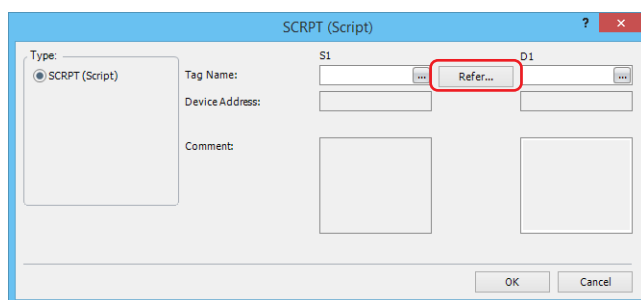 SCRPT (Script)
? ×
Type:
SCRPT (Script)
S1
D1
Tag Name:
...
Refer...
...
Device Address:
Comment:
OK
Cancel